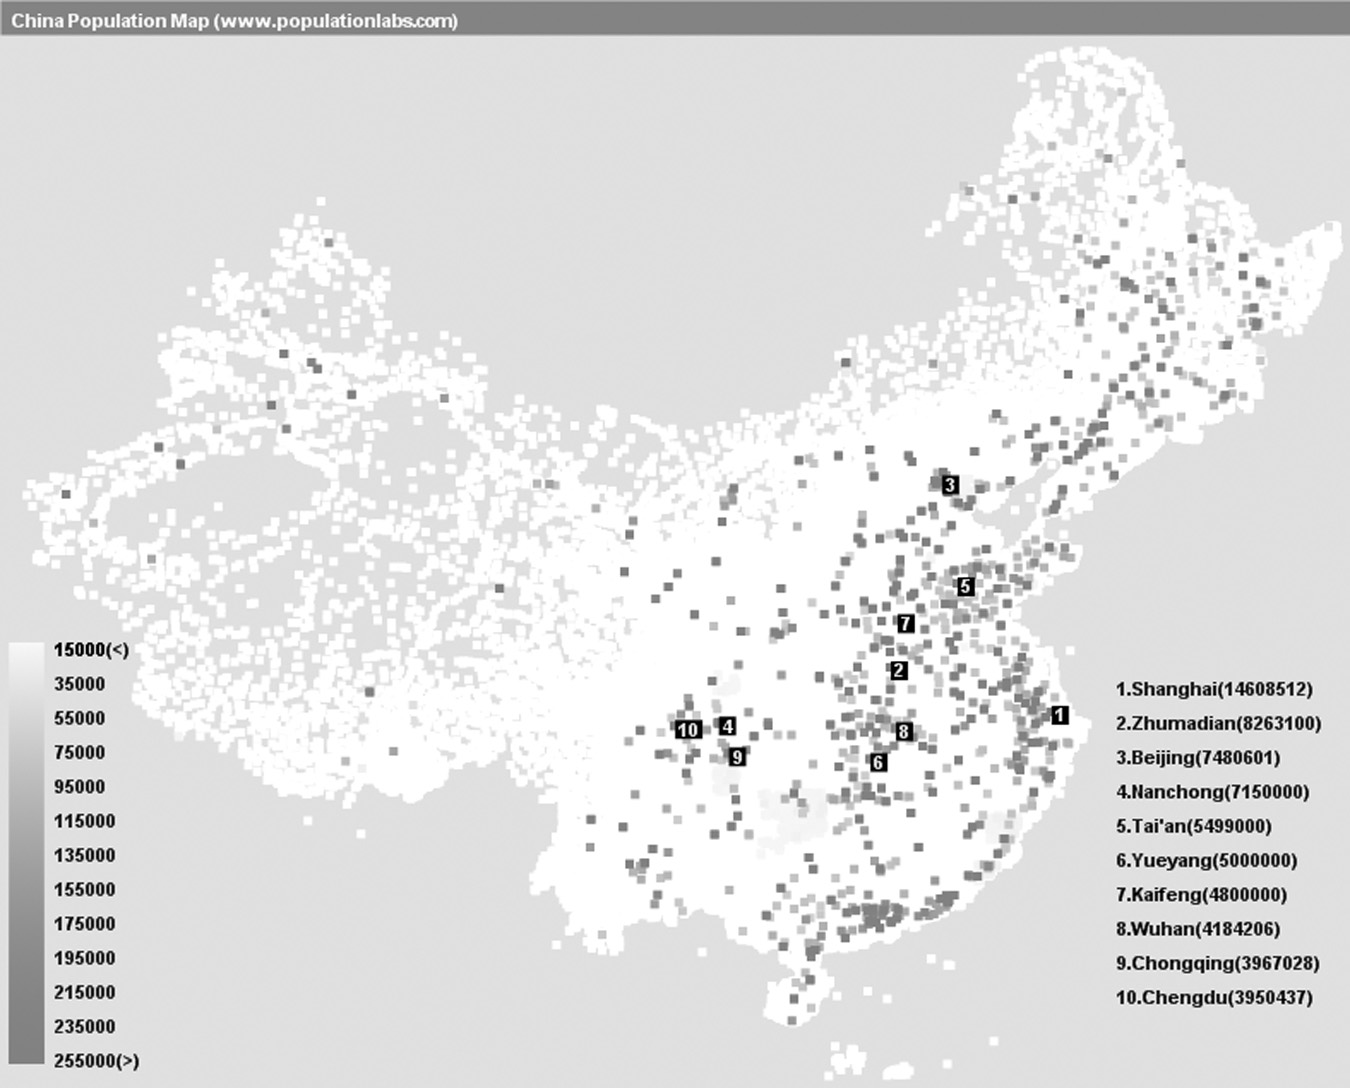 China Population Map (www.populationlabs.com)
3
5
7
2
1
10
4
8
9
6
15000(<)
35000
55000
75000
95000
115000
135000
155000
175000
195000
215000
235000
255000(>)
1.Shanghai(14608512)
2.Zhumadian(8263100)
3.Beijing(7480601)
4.Nanchong(7150000)
5.Tai'an(5499000)
6.Yueyang(5000000)
7.Kaifeng(4800000)
8.Wuhan(4184206)
9.Chongqing(3967028)
10.Chengdu(3950437)